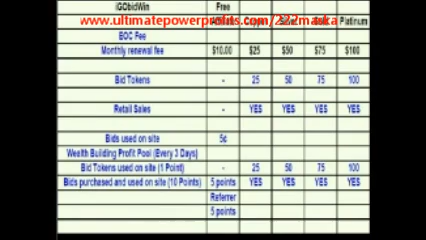 iGObidWin Free
www.ultimatepowerprofits.com/222maika
Platinum
EOC Fee
Monthly renewal fee $10.00 $25 $50 $75 $100
Bid Tokens - 25 50 75 100
Retail Sales - YES YES YES YES
Bids used on site 5¢
Wealth Building Profit Pool (Every 3 Days)
Bid Tokens used on site (1 Point) - 25 50 75 100
Bids purchased and used on site (10 Points) 5 points YES YES YES YES
Referrer
5 points